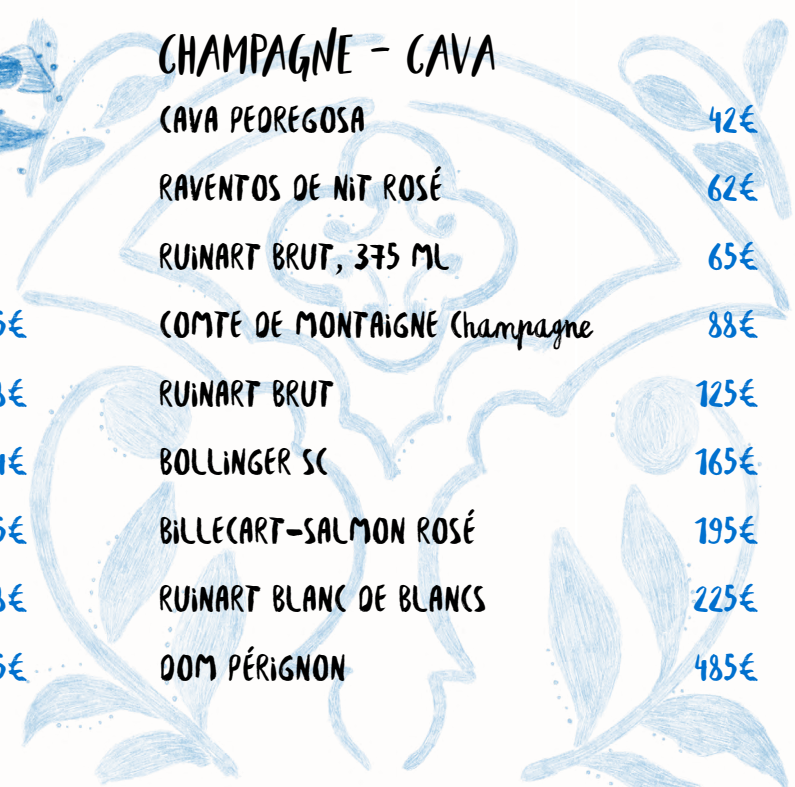 CHAMPAGNE - CAVA
CAVA PEDREGOSA 42€
RAVENTOS DE NiT ROSÉ 62€
RUiNART BRUT, 375 ML 65€
COMTE DE MONTAiGNE Champagne 88€
RUiNART BRUT 125€
BOLLiNGER SC 165€
BiLLECART-SALMON ROSÉ 195€
RUiNART BLANC DE BLANCS 225€
DOM PÉRiGNON 485€